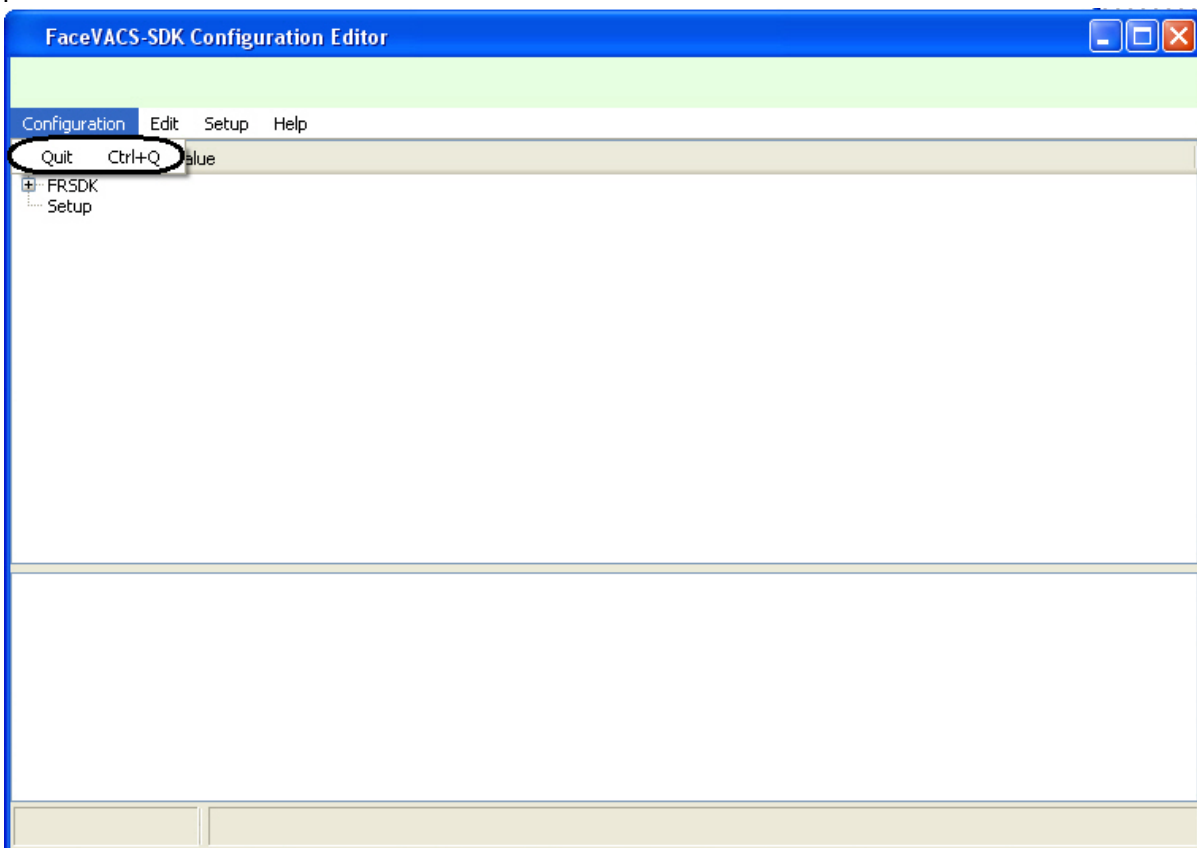 FaceVACS-SDK Configuration Editor
Configuration Edit Setup Help
Quit Ctrl+Q alue
FRSDK
Setup